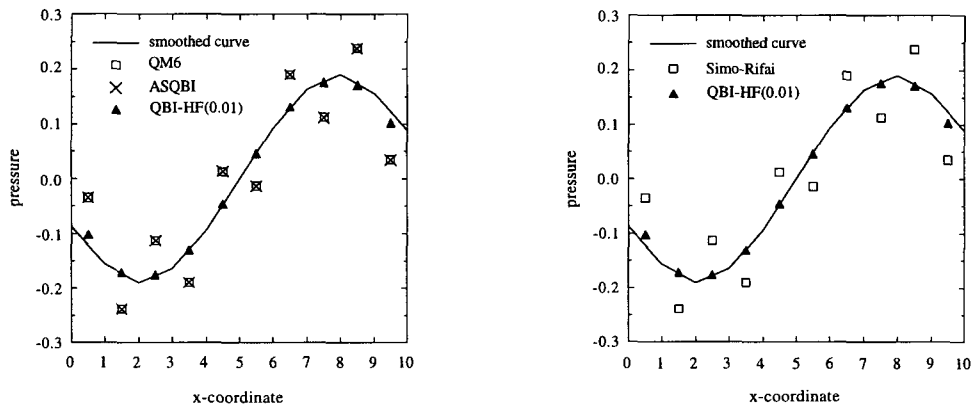 0.3
0.2
0.1
0.0
-0.1
-0.2
-0.3
pressure
smoothed curve
QM6
ASQBI
QBI-HF(0.01)
0 1 2 3 4 5 6 7 8 9 10
x-coordinate
0.3
0.2
0.1
0.0
-0.1
-0.2
-0.3
pressure
smoothed curve
Simo-Rifai
QBI-HF(0.01)
0 1 2 3 4 5 6 7 8 9 10
x-coordinate